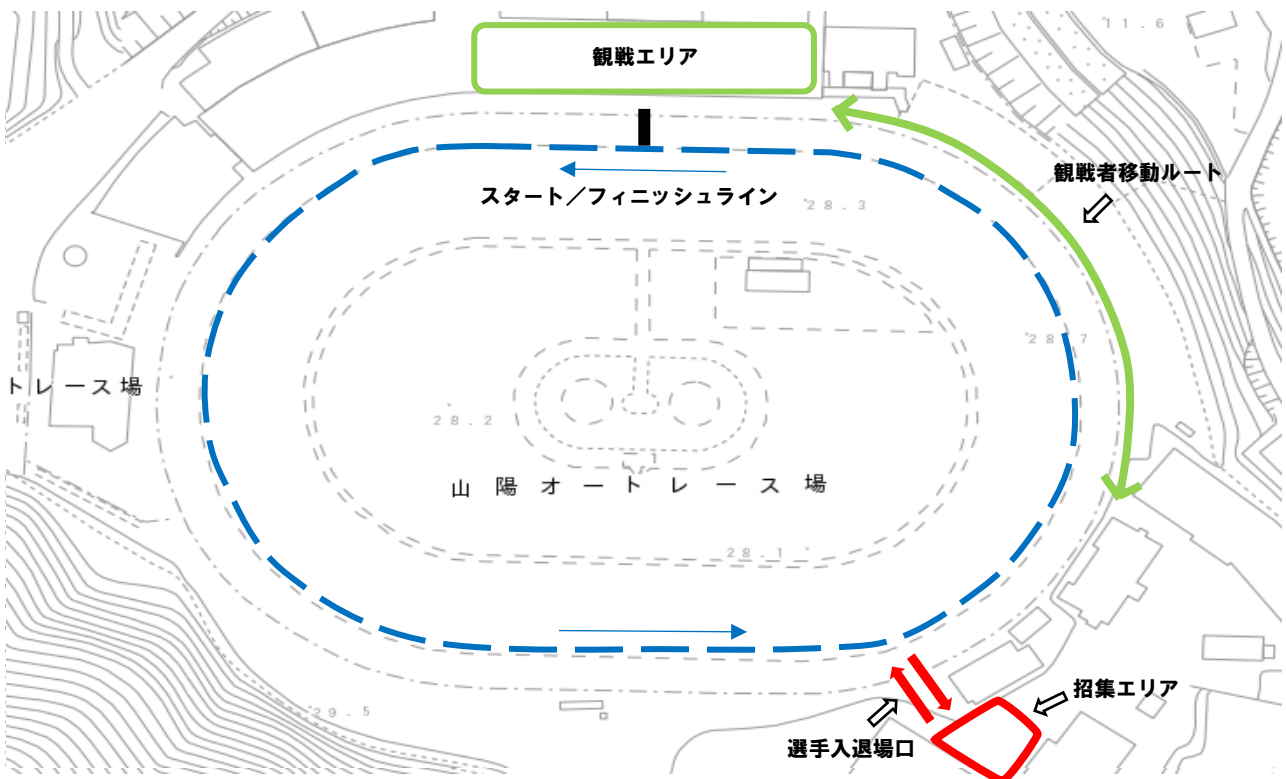 観戦エリア
11.6
観戦者移動ルート
スタート／フィニッシュライン
28.3
28.7
トレース場
28.2
山陽オートレース場
28.1
招集エリア
29.5
選手入退場口